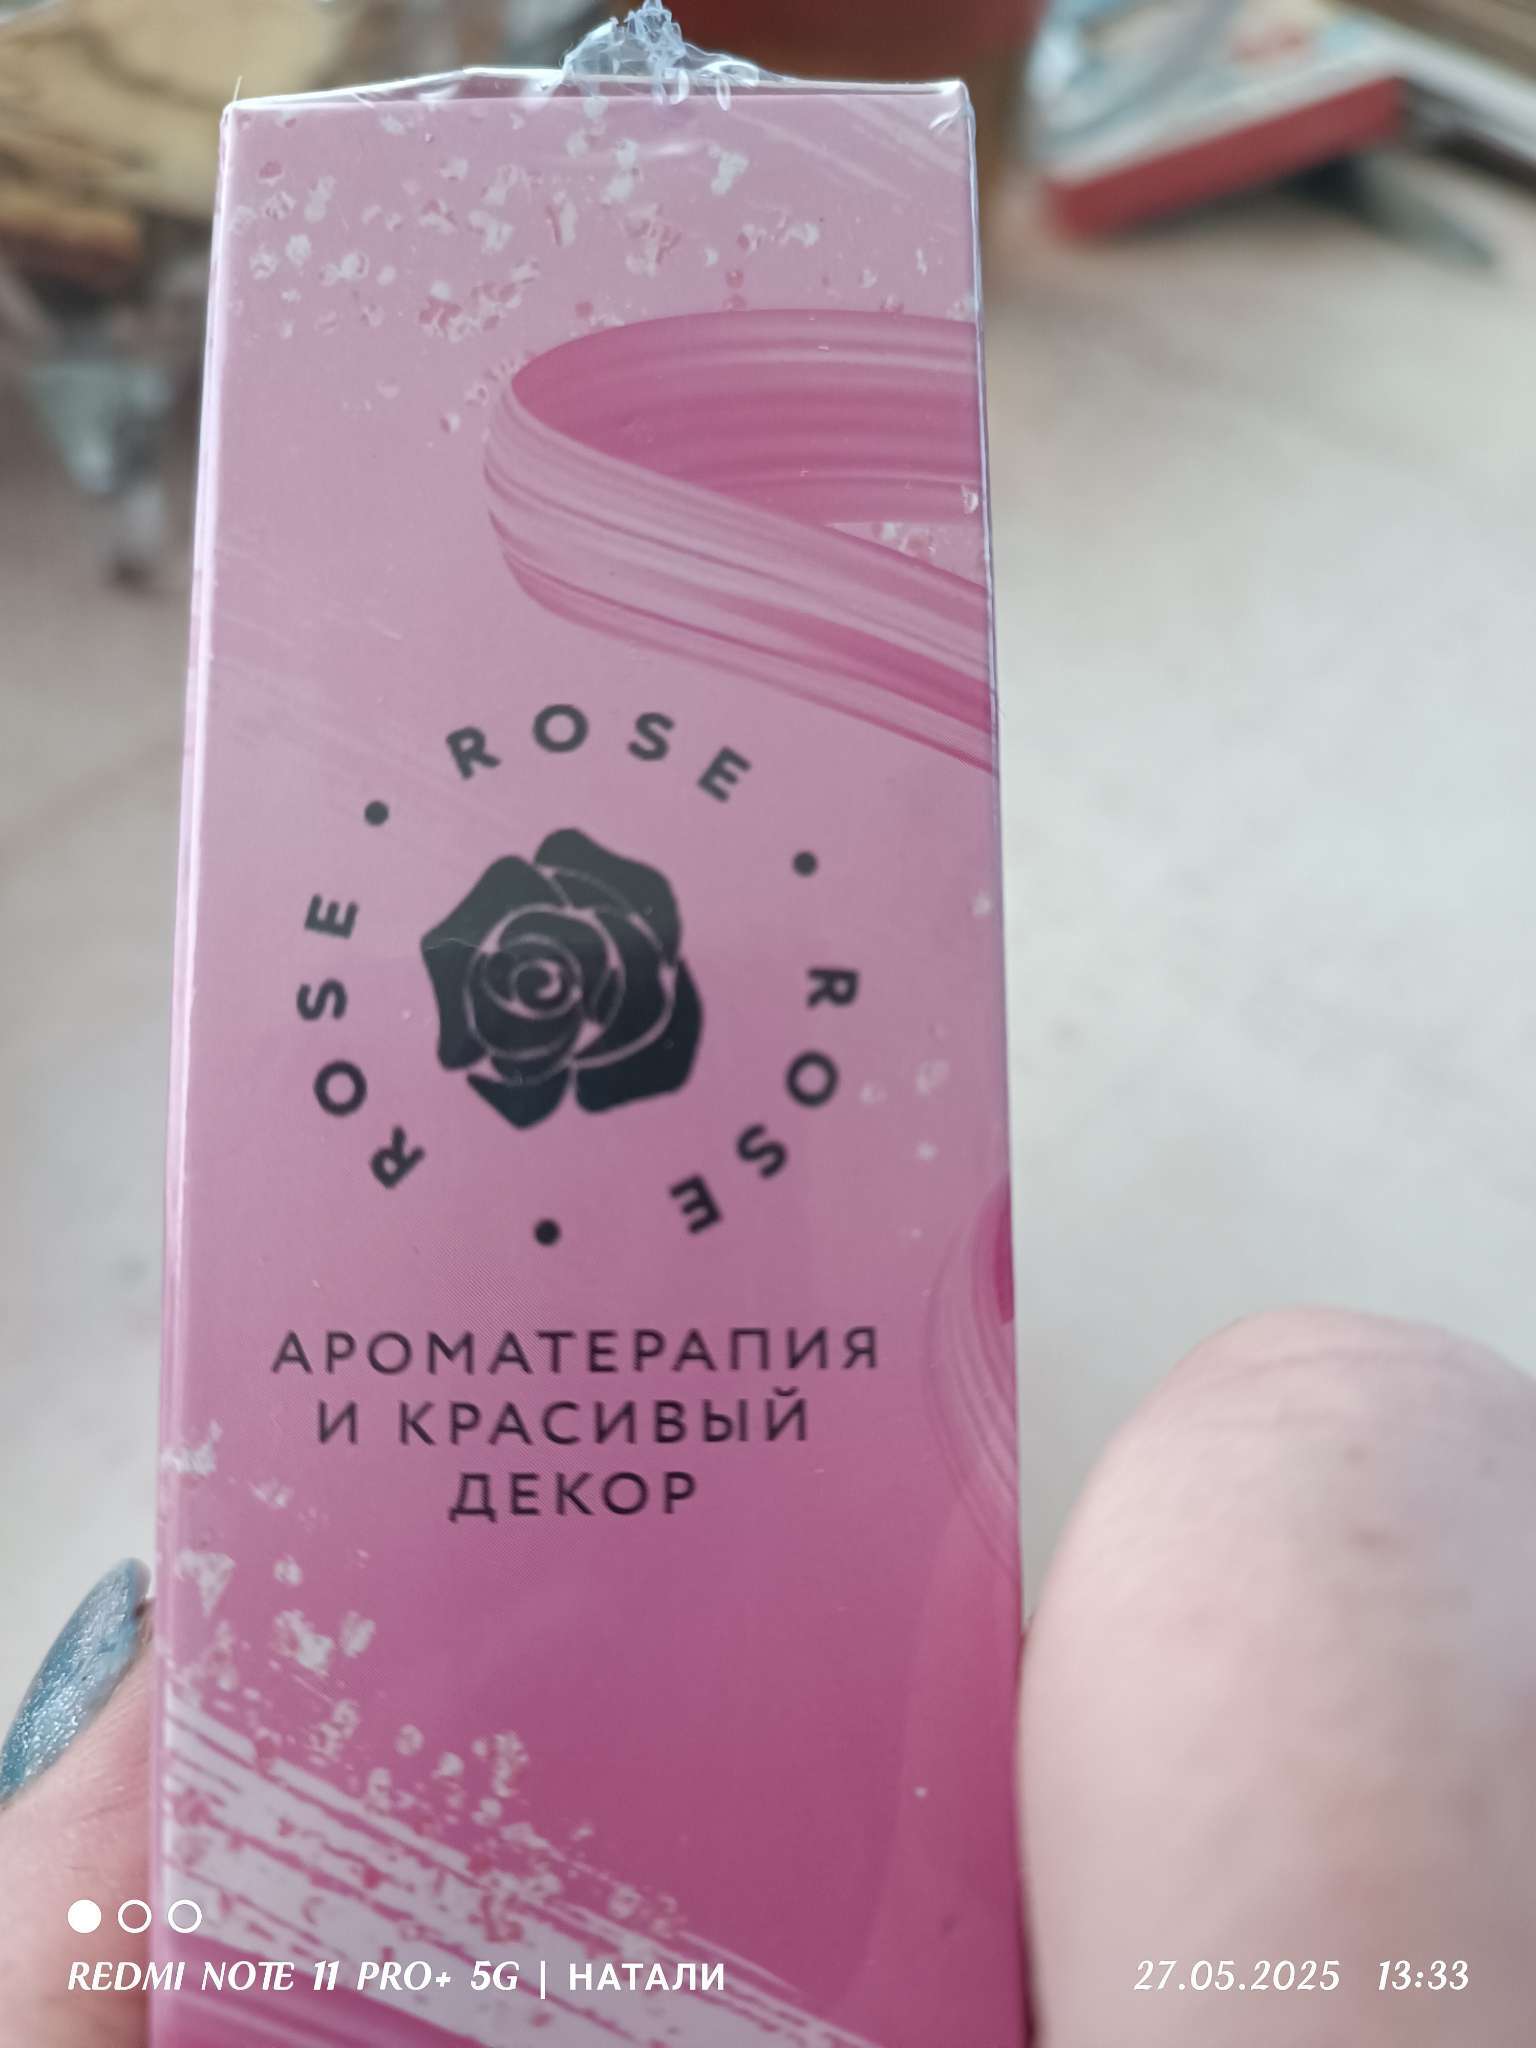 ROSE • ROSE • ROSE •
АРОМАТЕРАПИЯ
И КРАСИВЫЙ
ДЕКОР
REDMI NOTE 11 PRO+ 5G | НАТАЛИ
27.05.2025 13:33